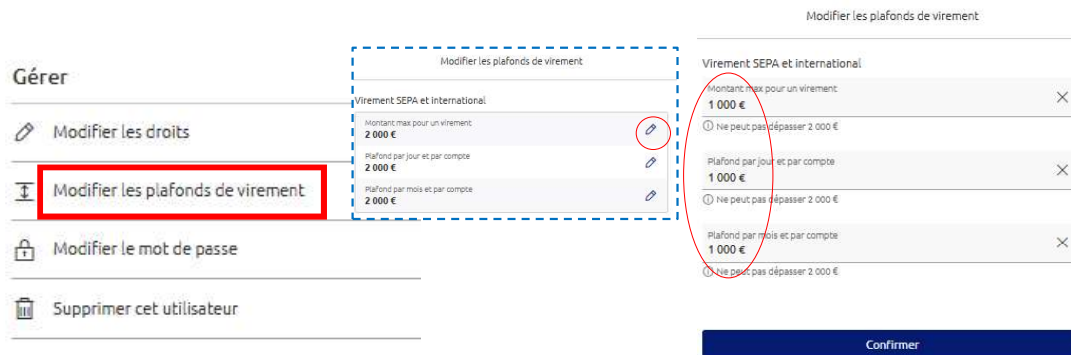 Gérer
Modifier les droits
Modifier les plafonds de virement
Modifier le mot de passe
Supprimer cet utilisateur
Modifier les plafonds de virement
Virement SEPA et international
Montant max pour un virement
2 000 €
Plafond par jour et par compte
2 000 €
Plafond par mois et par compte
2 000 €
Modifier les plafonds de virement
Virement SEPA et international
Montant max pour un virement
1 000 €
Ne peut pas dépasser 2 000 €
Plafond par jour et par compte
1 000 €
Ne peut pas dépasser 2 000 €
Plafond par mois et par compte
1 000 €
Ne peut pas dépasser 2 000 €
Confirmer